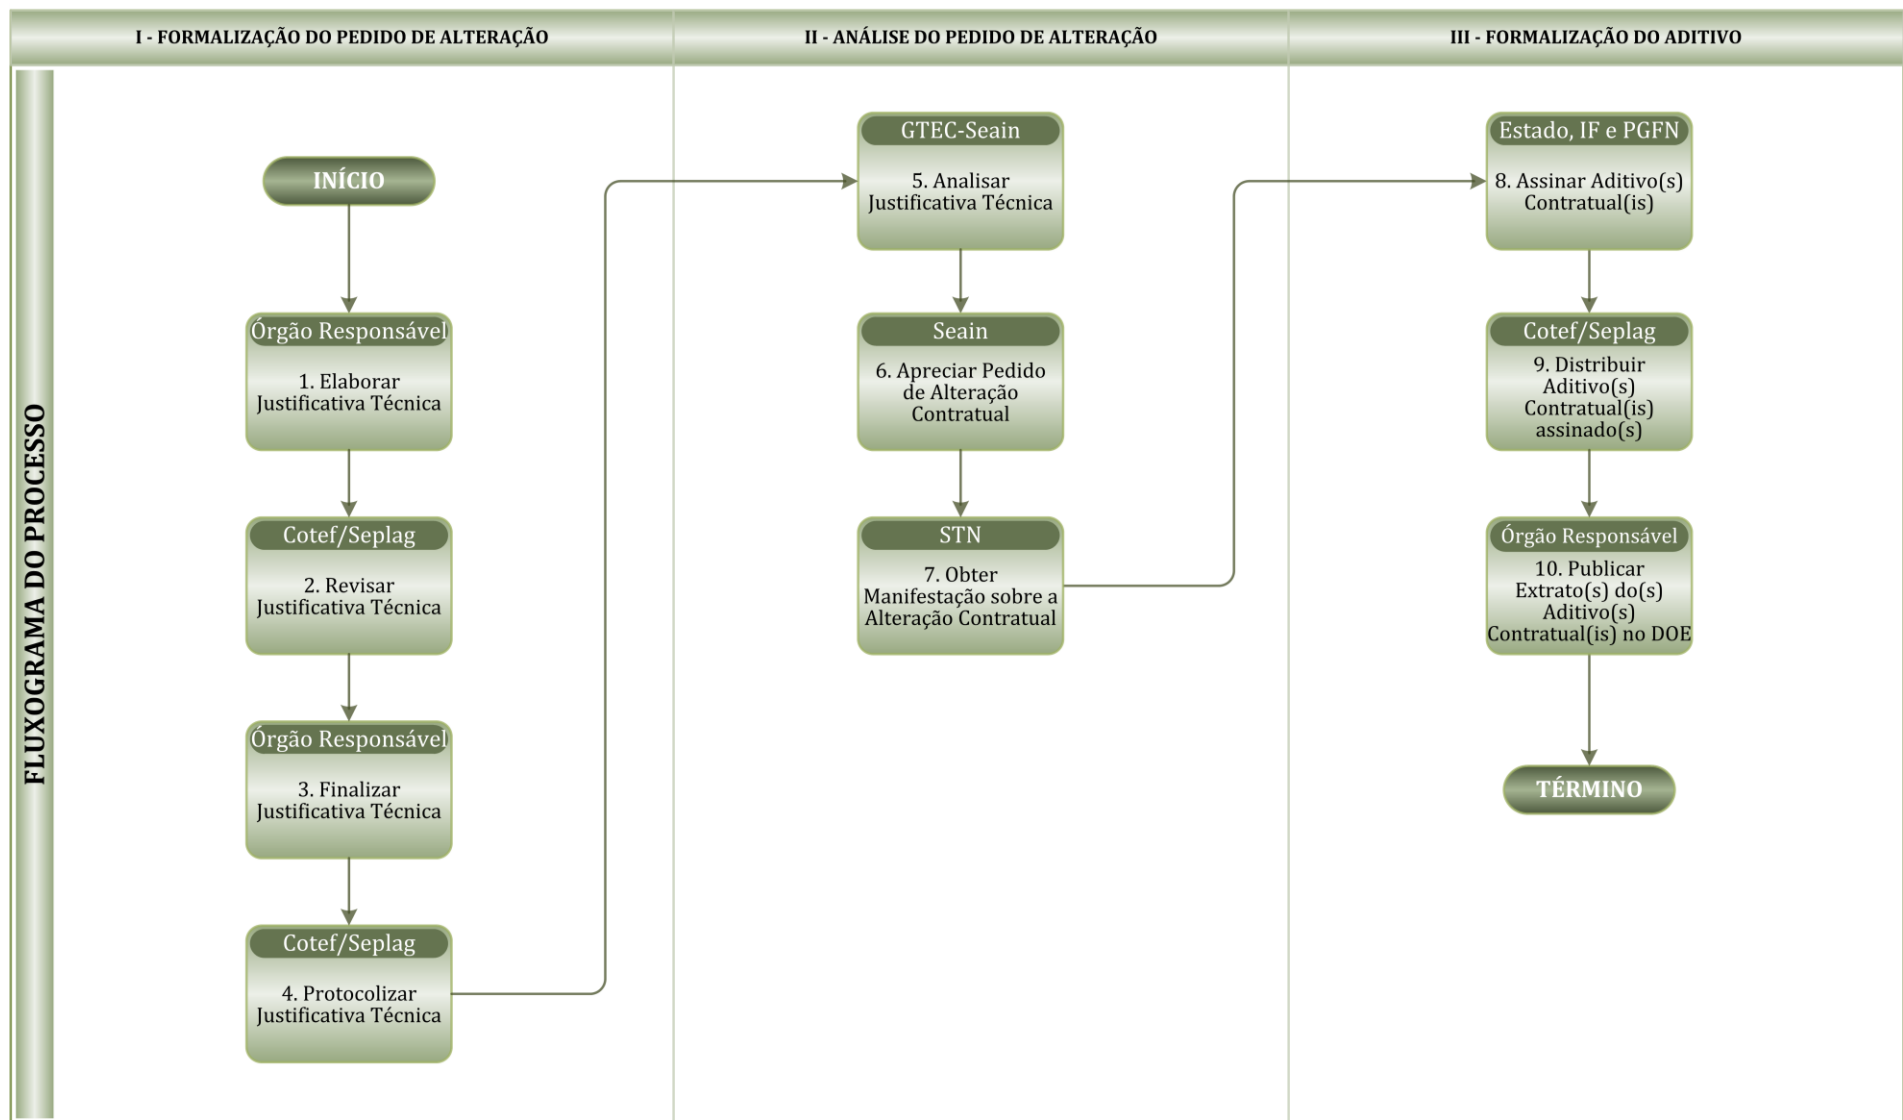 I - FORMALIZAÇÃO DO PEDIDO DE ALTERAÇÃO
II - ANÁLISE DO PEDIDO DE ALTERAÇÃO
III - FORMALIZAÇÃO DO ADITIVO
FLUXOGRAMA DO PROCESSO
INÍCIO
Órgão Responsável
1. Elaborar
Justificativa Técnica
Cotef/Seplag
2. Revisar
Justificativa Técnica
Órgão Responsável
3. Finalizar
Justificativa Técnica
Cotef/Seplag
4. Protocolizar
Justificativa Técnica
GTEC-Seain
5. Analisar
Justificativa Técnica
Seain
6. Apreciar Pedido
de Alteração
Contratual
STN
7. Obter
Manifestação sobre a
Alteração Contratual
Estado, IF e PGFN
8. Assinar Aditivo(s)
Contratual(is)
Cotef/Seplag
9. Distribuir
Aditivo(s)
Contratual(is)
assinado(s)
Órgão Responsável
10. Publicar
Extrato(s) do(s)
Aditivo(s)
Contratual(is) no DOE
TÉRMINO